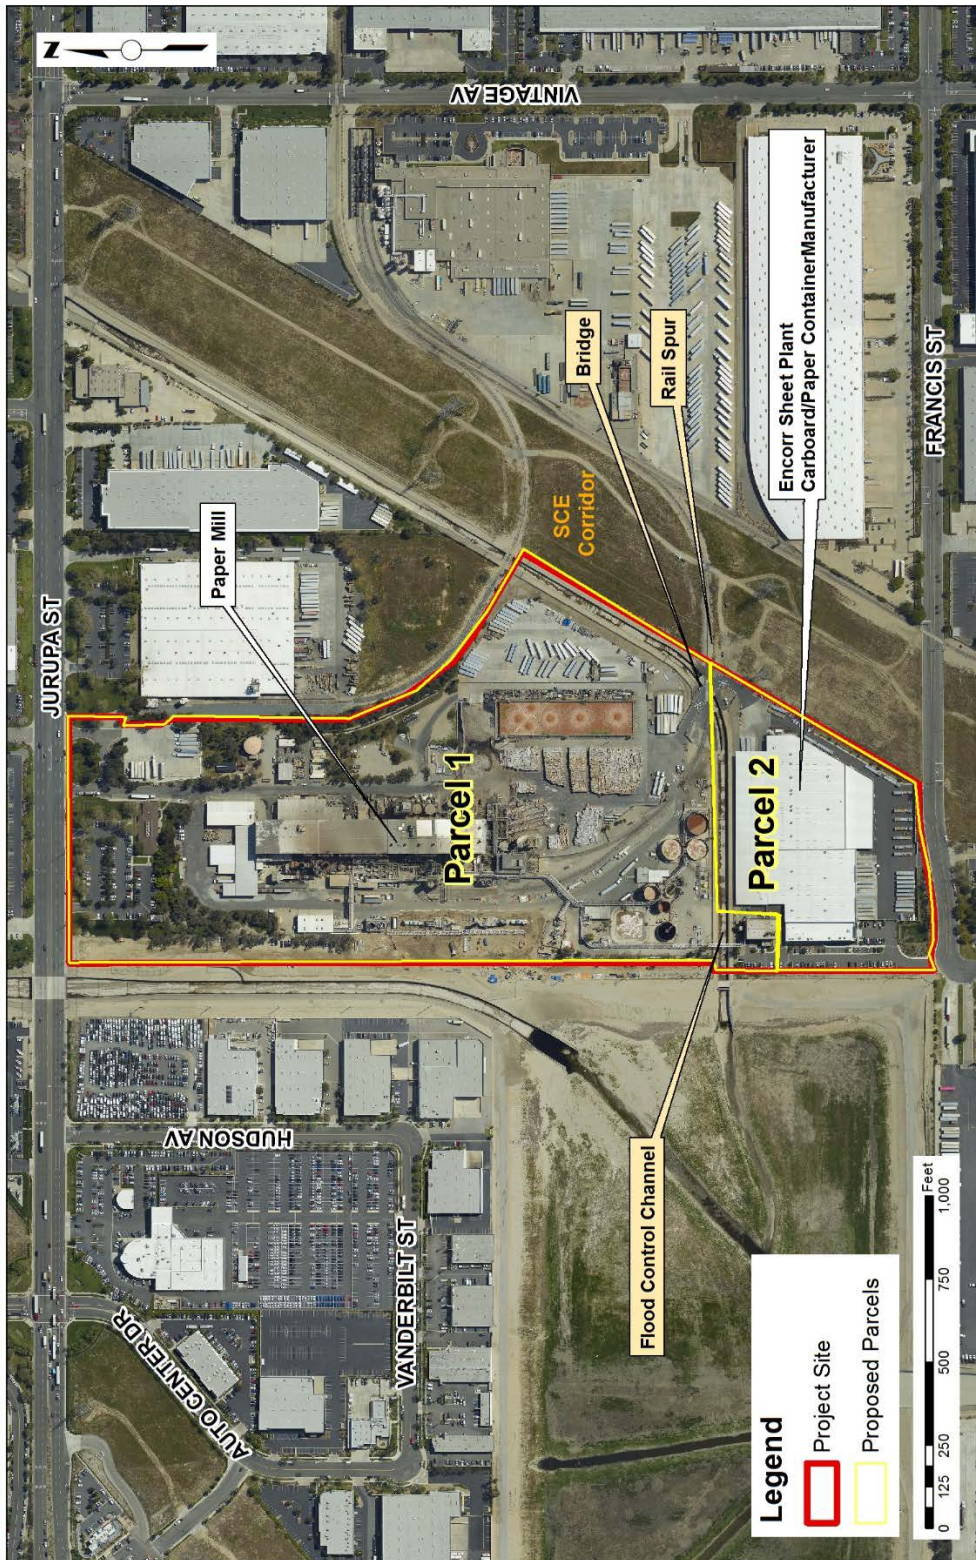 N
JURUPA ST
VINTAGE AV
Paper Mill
Bridge
Rail Spur
SCE
Corridor
Encorr Sheet Plant
Carboard/Paper ContainerManufacturer
Parcel 1
Parcel 2
FRANCIS ST
HUDSON AV
VANDERBILT ST
AUTO CENTER DR
Flood Control Channel
Legend
Project Site
Proposed Parcels
0 125 250 500 750 1,000
Feet